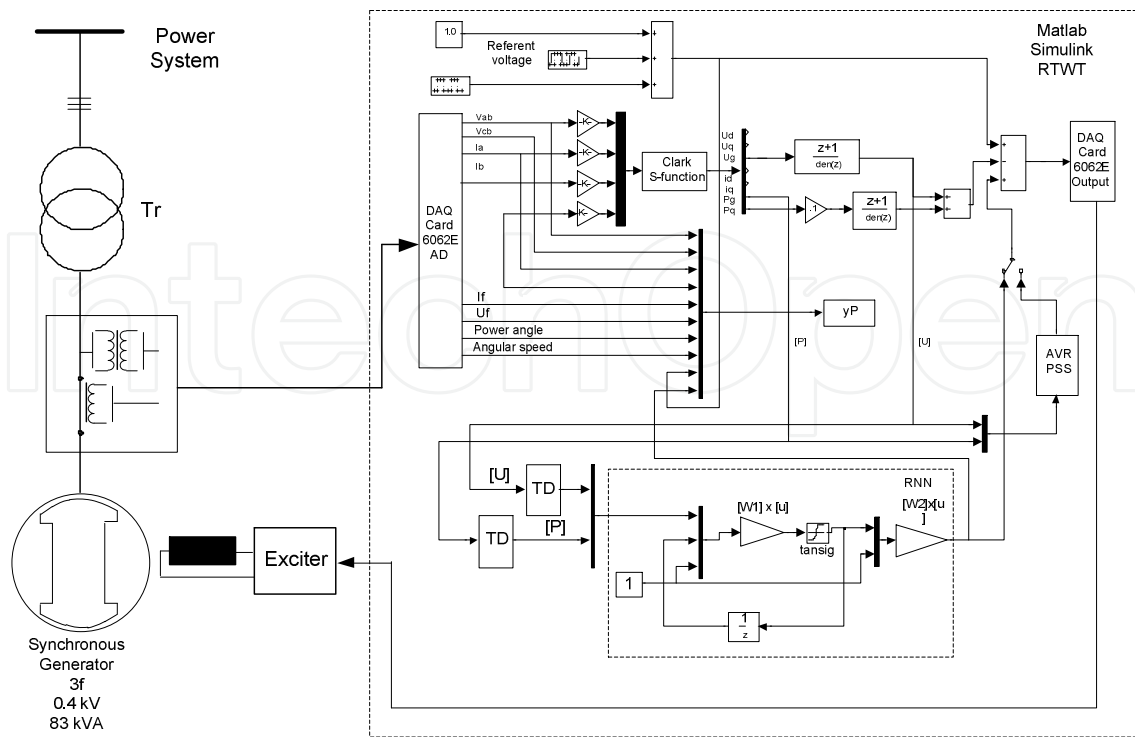 Power
System
Tr
Synchronous
Generator
3f
0.4 kV
83 kVA
Exciter
Matlab
Simulink
RTWT
1.0
Referent
voltage
DAQ
Card
6062E
AD
Vab
Vcb
Ia
Ib
If
Uf
Power angle
Angular speed
-K-
-K-
-K-
-K-
Clark
S-function
Ud
Uq
Ug
id
iq
Pg
Pq
z+1
den(z)
.1
z+1
den(z)
DAQ
Card
6062E
Output
yP
[P]
[U]
AVR
PSS
[U]
TD
[P]
TD
RNN
[W1] x [u]
tansig
[W2]x[u
]
1
1
z
IntechOpen